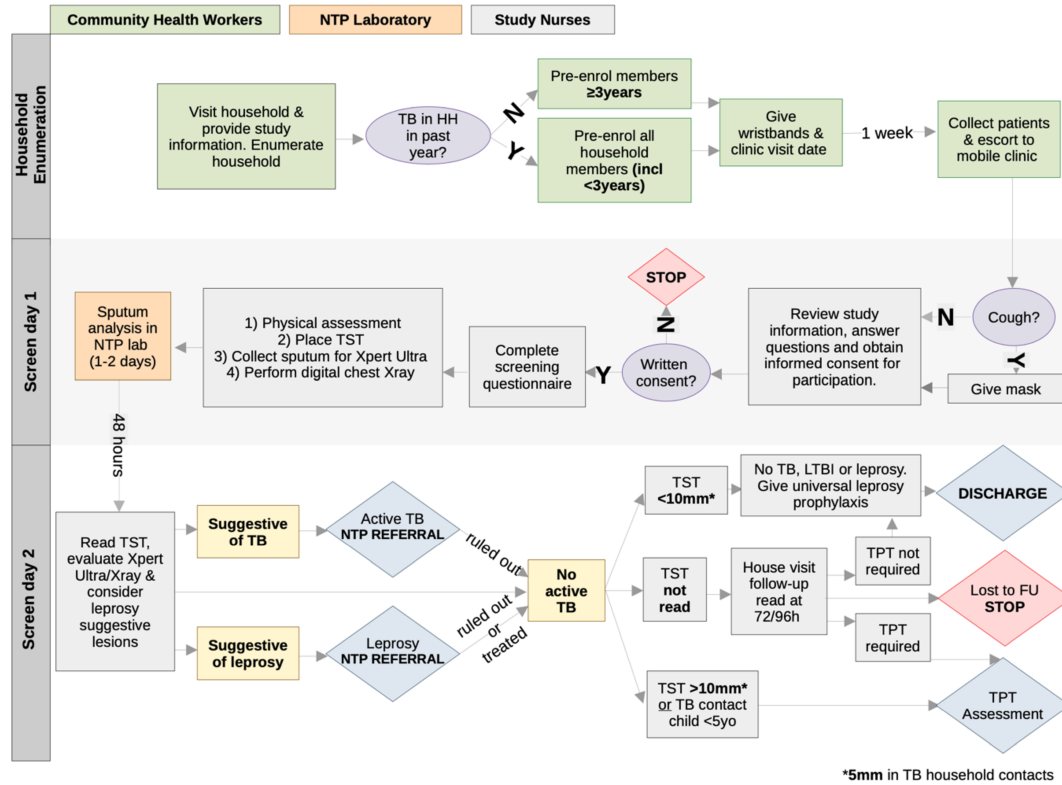 Community Health Workers
NTP Laboratory
Study Nurses
Household
Enumeration
Visit household &
provide study
information. Enumerate
household
TB in HH
in past
year?
N
Y
Pre-enrol members
≥3years
Pre-enrol all
household
members (incl
<3years)
Give
wristbands &
clinic visit date
1 week
Collect patients
& escort to
mobile clinic
Screen day 1
Cough?
N
Y
Give mask
Review study
information, answer
questions and obtain
informed consent for
participation.
Written
consent?
N
STOP
Y
Complete
screening
questionnaire
1) Physical assessment
2) Place TST
3) Collect sputum for Xpert Ultra
4) Perform digital chest Xray
Sputum
analysis in
NTP lab
(1-2 days)
48 hours
Screen day 2
Read TST,
evaluate Xpert
Ultra/Xray &
consider
leprosy
suggestive
lesions
Suggestive
of TB
Active TB
NTP REFERRAL
ruled out
Suggestive
of leprosy
Leprosy
NTP REFERRAL
ruled out
or
treated
No
active
TB
TST
<10mm*
No TB, LTBI or leprosy.
Give universal leprosy
prophylaxis
DISCHARGE
TST
not
read
House visit
follow-up
read at
72/96h
TPT not
required
Lost to FU
STOP
TPT
required
TST >10mm*
or TB contact
child <5yo
TPT
Assessment
*5mm in TB household contacts